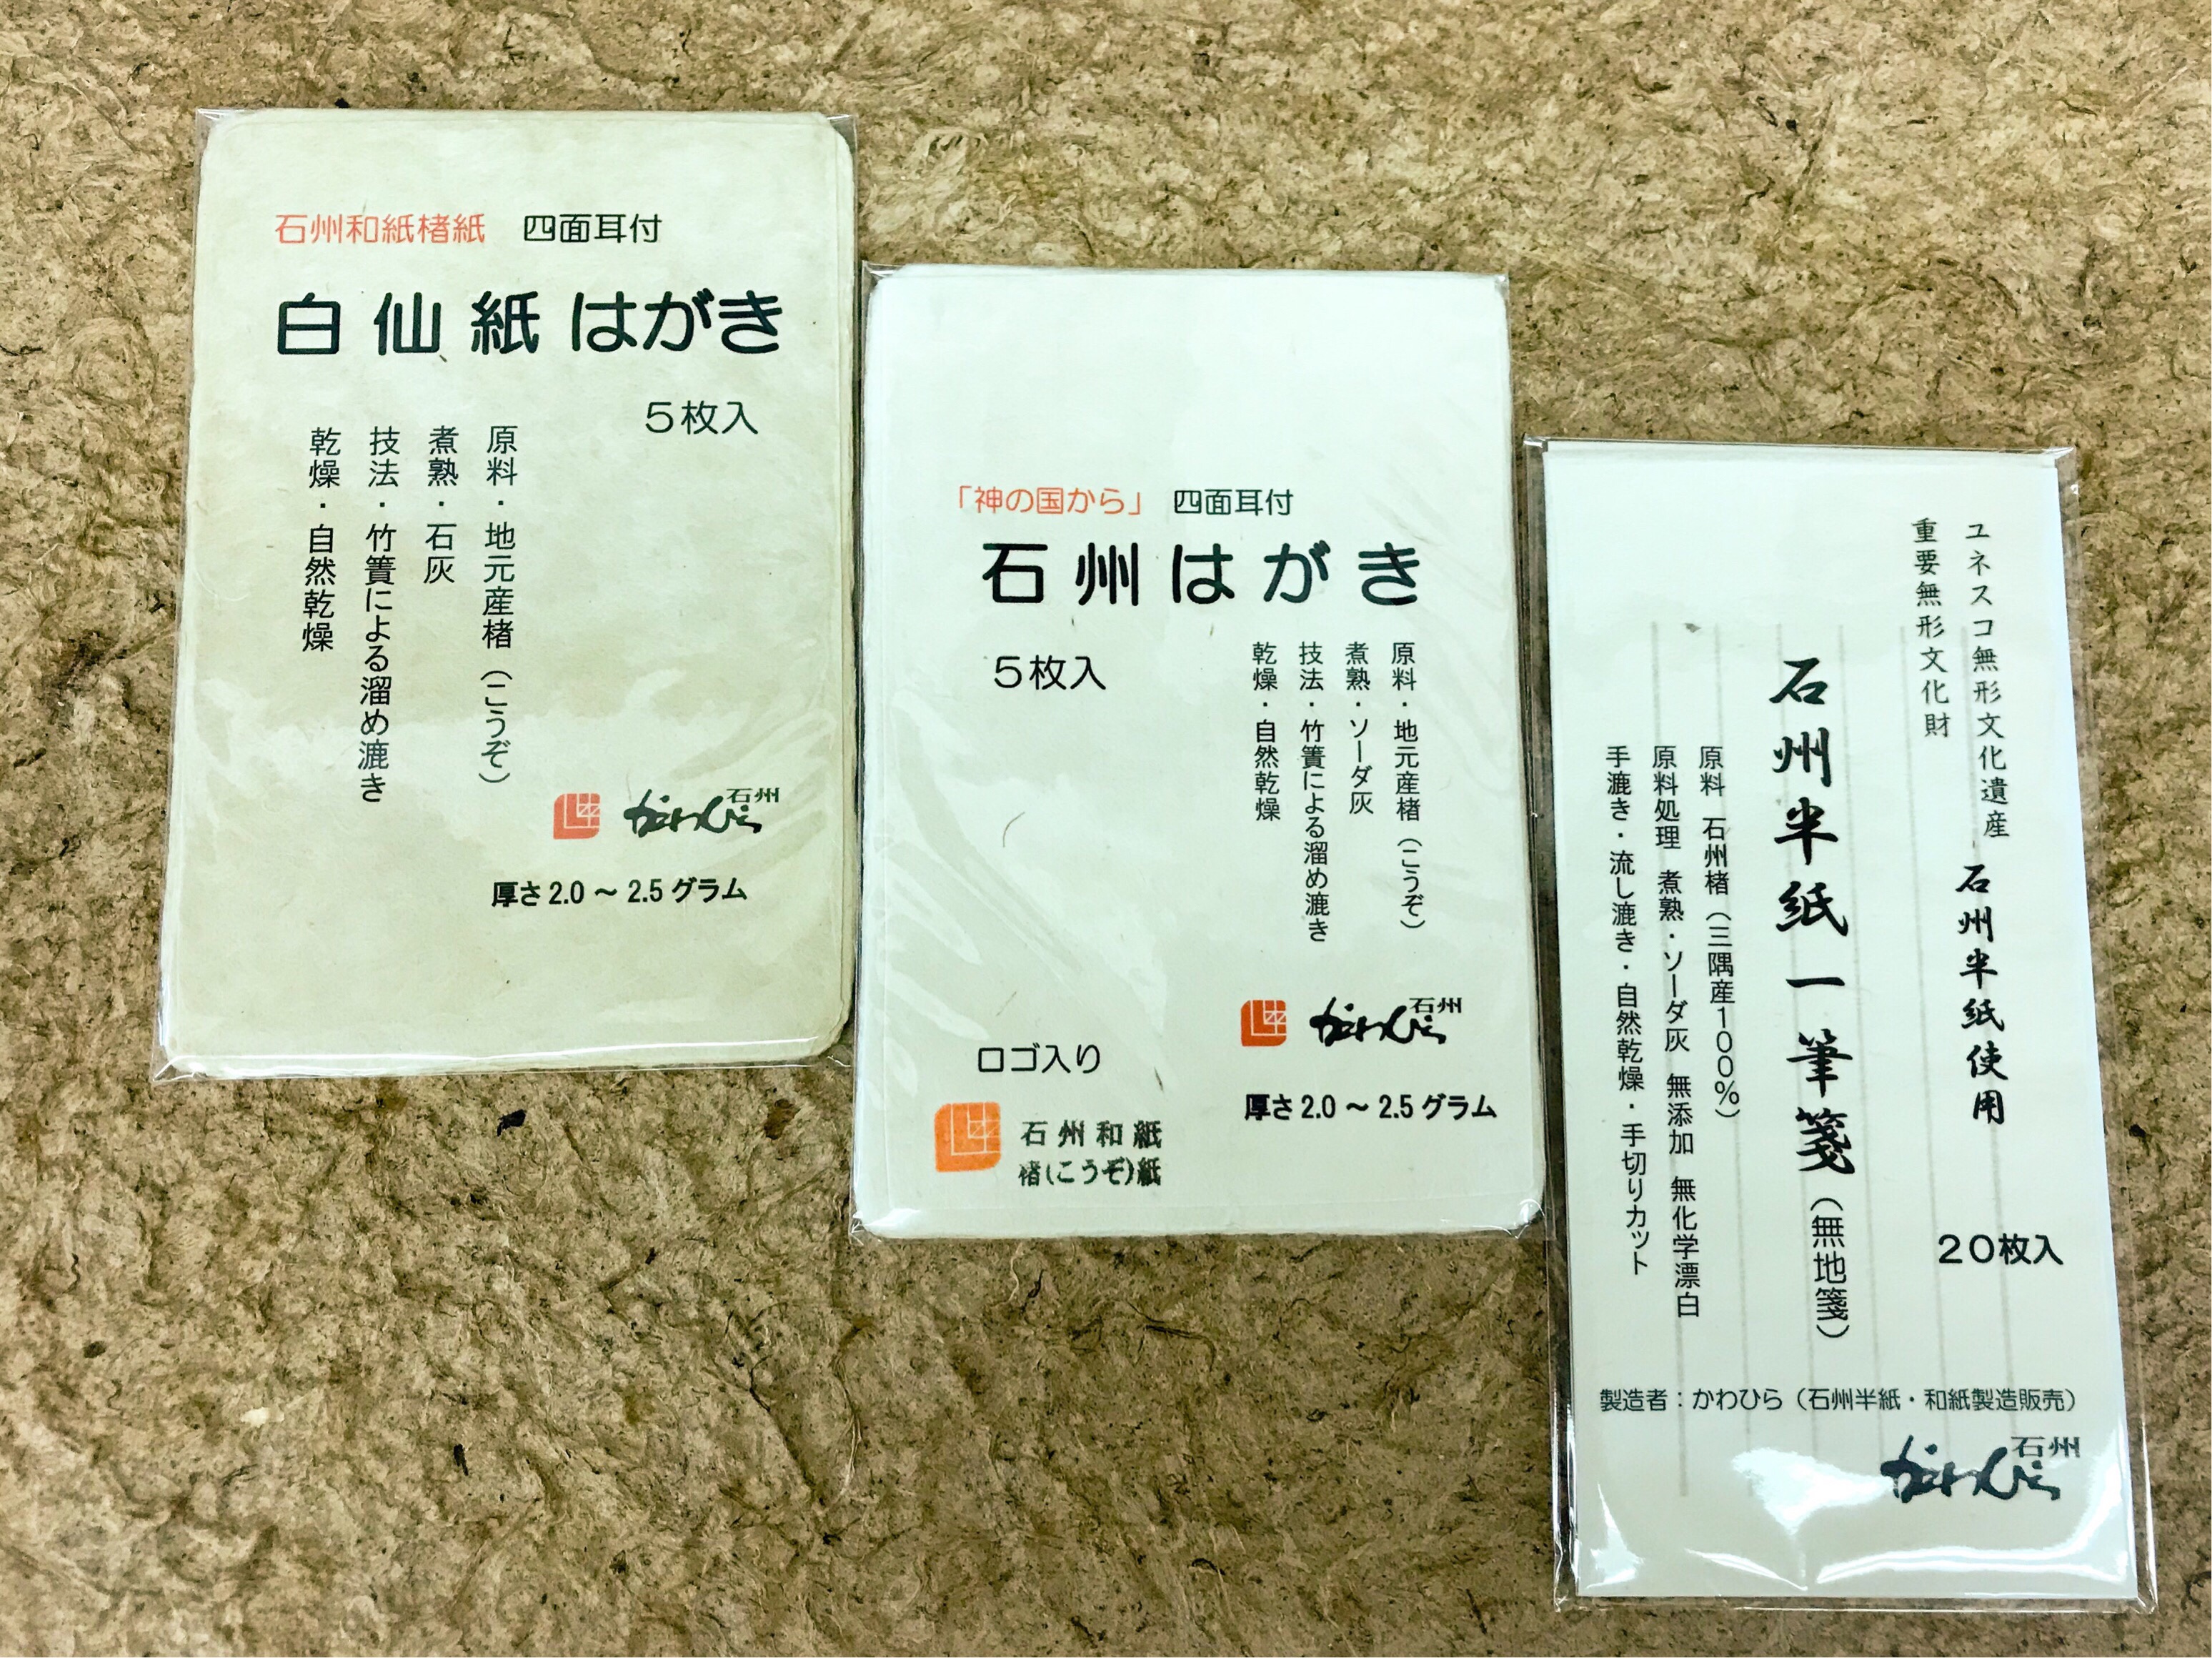 石州和紙楮紙 四面耳付
白仙紙はがき
5枚入
原料・地元産楮(こうぞ)
煮熟・石灰
技法・竹簀による溜め漉き
乾燥・自然乾燥
石州
かわひら
厚さ2.0～2.5グラム
「神の国から」 四面耳付
石州はがき
5枚入
原料・地元産楮(こうぞ)
煮熟・ソーダ灰
技法・竹簀による溜め漉き
乾燥・自然乾燥
石州
かわひら
厚さ2.0～2.5グラム
ロゴ入り
石州和紙
楮(こうぞ)紙
ユネスコ無形文化遺産
重要無形文化財
石州半紙使用
石州半紙一筆箋(無地箋)
20枚入
原料 石州楮(三隅産100%)
原料処理 煮熟・ソーダ灰 無添加 無化学漂白
手漉き・流し漉き・自然乾燥・手切りカット
製造者：かわひら（石州半紙・和紙製造販売）
石州
かわひら